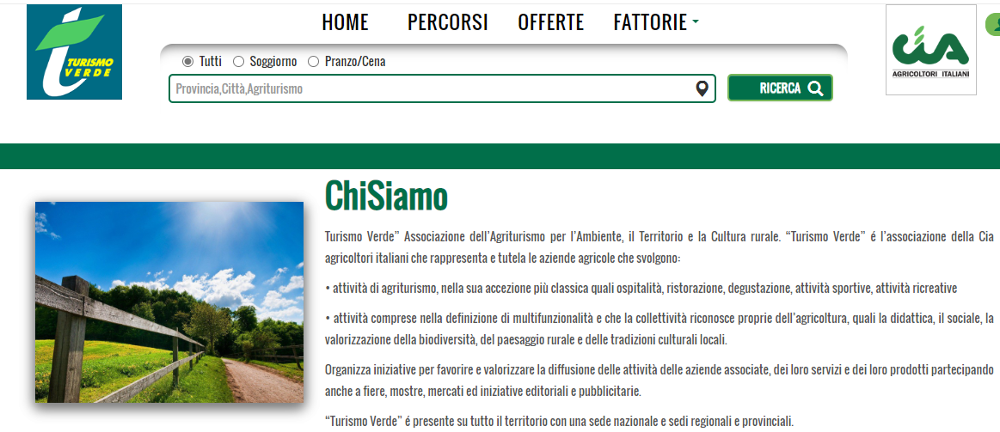 TURISMO
VERDE
HOME PERCORSI OFFERTE FATTORIE
Tutti Soggiorno Pranzo/Cena
Provincia,Città,Agriturismo
RICERCA
CIA
AGRICOLTORI ITALIANI
ChiSiamo
Turismo Verde” Associazione dell’Agriturismo per l’Ambiente, il Territorio e la Cultura rurale. “Turismo Verde” é l’associazione della Cia
agricoltori italiani che rappresenta e tutela le aziende agricole che svolgono:
• attività di agriturismo, nella sua accezione più classica quali ospitalità, ristorazione, degustazione, attività sportive, attività ricreative
• attività comprese nella definizione di multifunzionalità e che la collettività riconosce proprie dell’agricoltura, quali la didattica, il sociale, la
valorizzazione della biodiversità, del paesaggio rurale e delle tradizioni culturali locali.
Organizza iniziative per favorire e valorizzare la diffusione delle attività delle aziende associate, dei loro servizi e dei loro prodotti partecipando
anche a fiere, mostre, mercati ed iniziative editoriali e pubblicitarie.
“Turismo Verde” é presente su tutto il territorio con una sede nazionale e sedi regionali e provinciali.